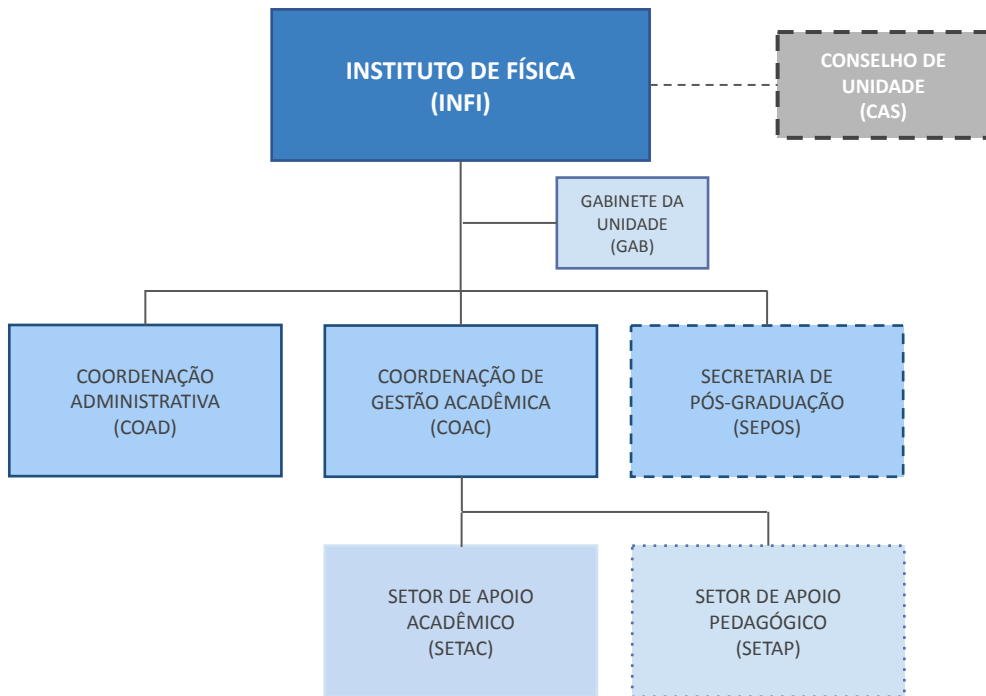 INSTITUTO DE FÍSICA
(INFI)
CONSELHO DE
UNIDADE
(CAS)
GABINETE DA
UNIDADE
(GAB)
COORDENAÇÃO
ADMINISTRATIVA
(COAD)
COORDENAÇÃO DE
GESTÃO ACADÊMICA
(COAC)
SECRETARIA DE
PÓS-GRADUAÇÃO
(SEPOS)
SETOR DE APOIO
ACADÊMICO
(SETAC)
SETOR DE APOIO
PEDAGÓGICO
(SETAP)